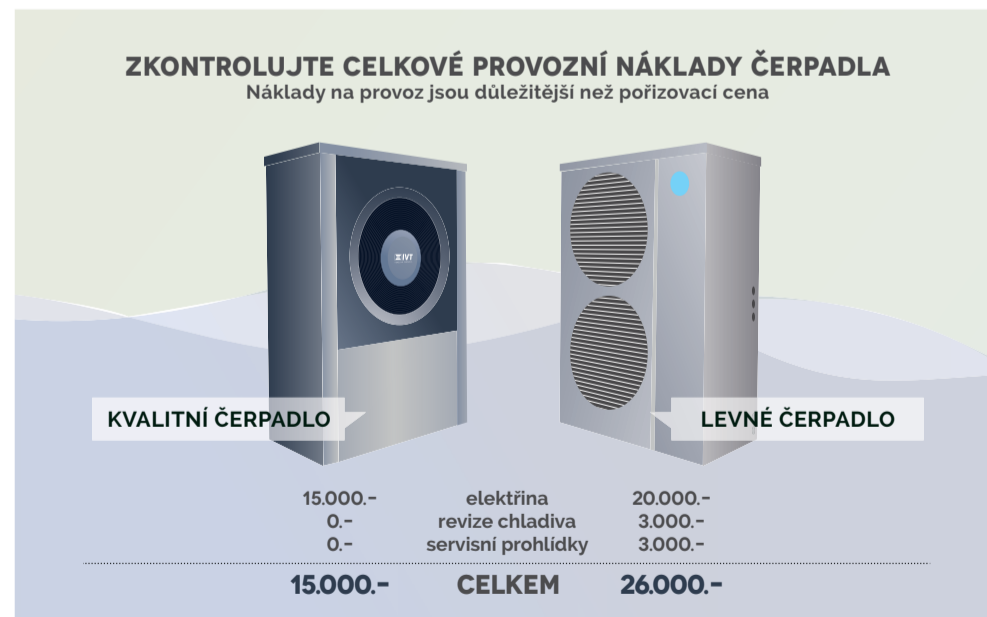 ZKONTROLUJTE CELKOVÉ PROVOZNÍ NÁKLADY ČERPADLA
Náklady na provoz jsou důležitější než pořizovací cena
IVT
KVALITNÍ ČERPADLO
LEVNÉ ČERPADLO
15.000.- elektřina 20.000.-
0.- revize chladiva 3.000.-
0.- servisní prohlídky 3.000.-
15.000.- CELKEM 26.000.-